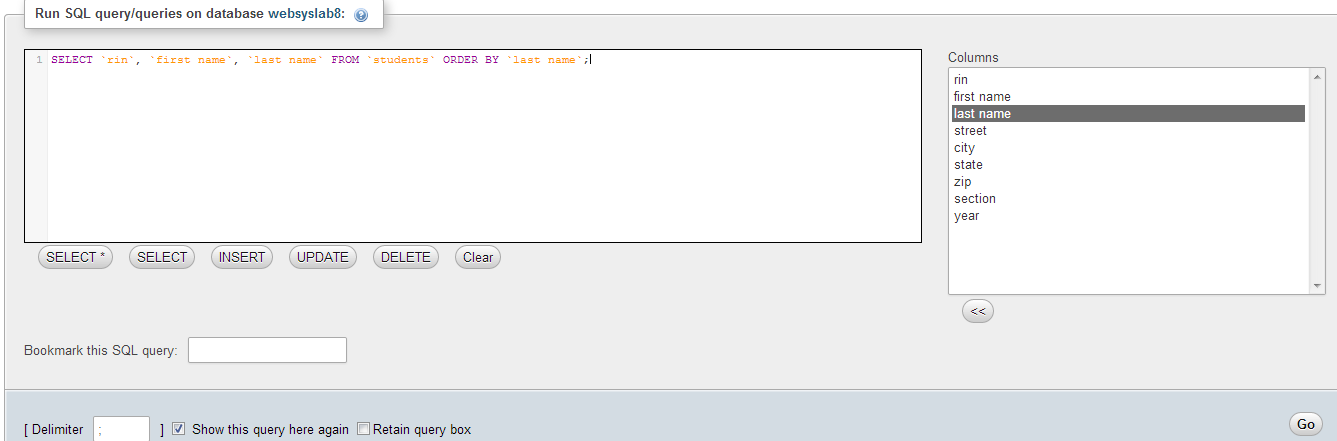 Run SQL query/queries on database websyslab8:
1 SELECT `rin`, `first name`, `last name` FROM `students` ORDER BY `last name`;
Columns
rin
first name
last name
street
city
state
zip
section
year
SELECT * SELECT INSERT UPDATE DELETE Clear
<<
Bookmark this SQL query:
[ Delimiter ; ] Show this query here again Retain query box
Go